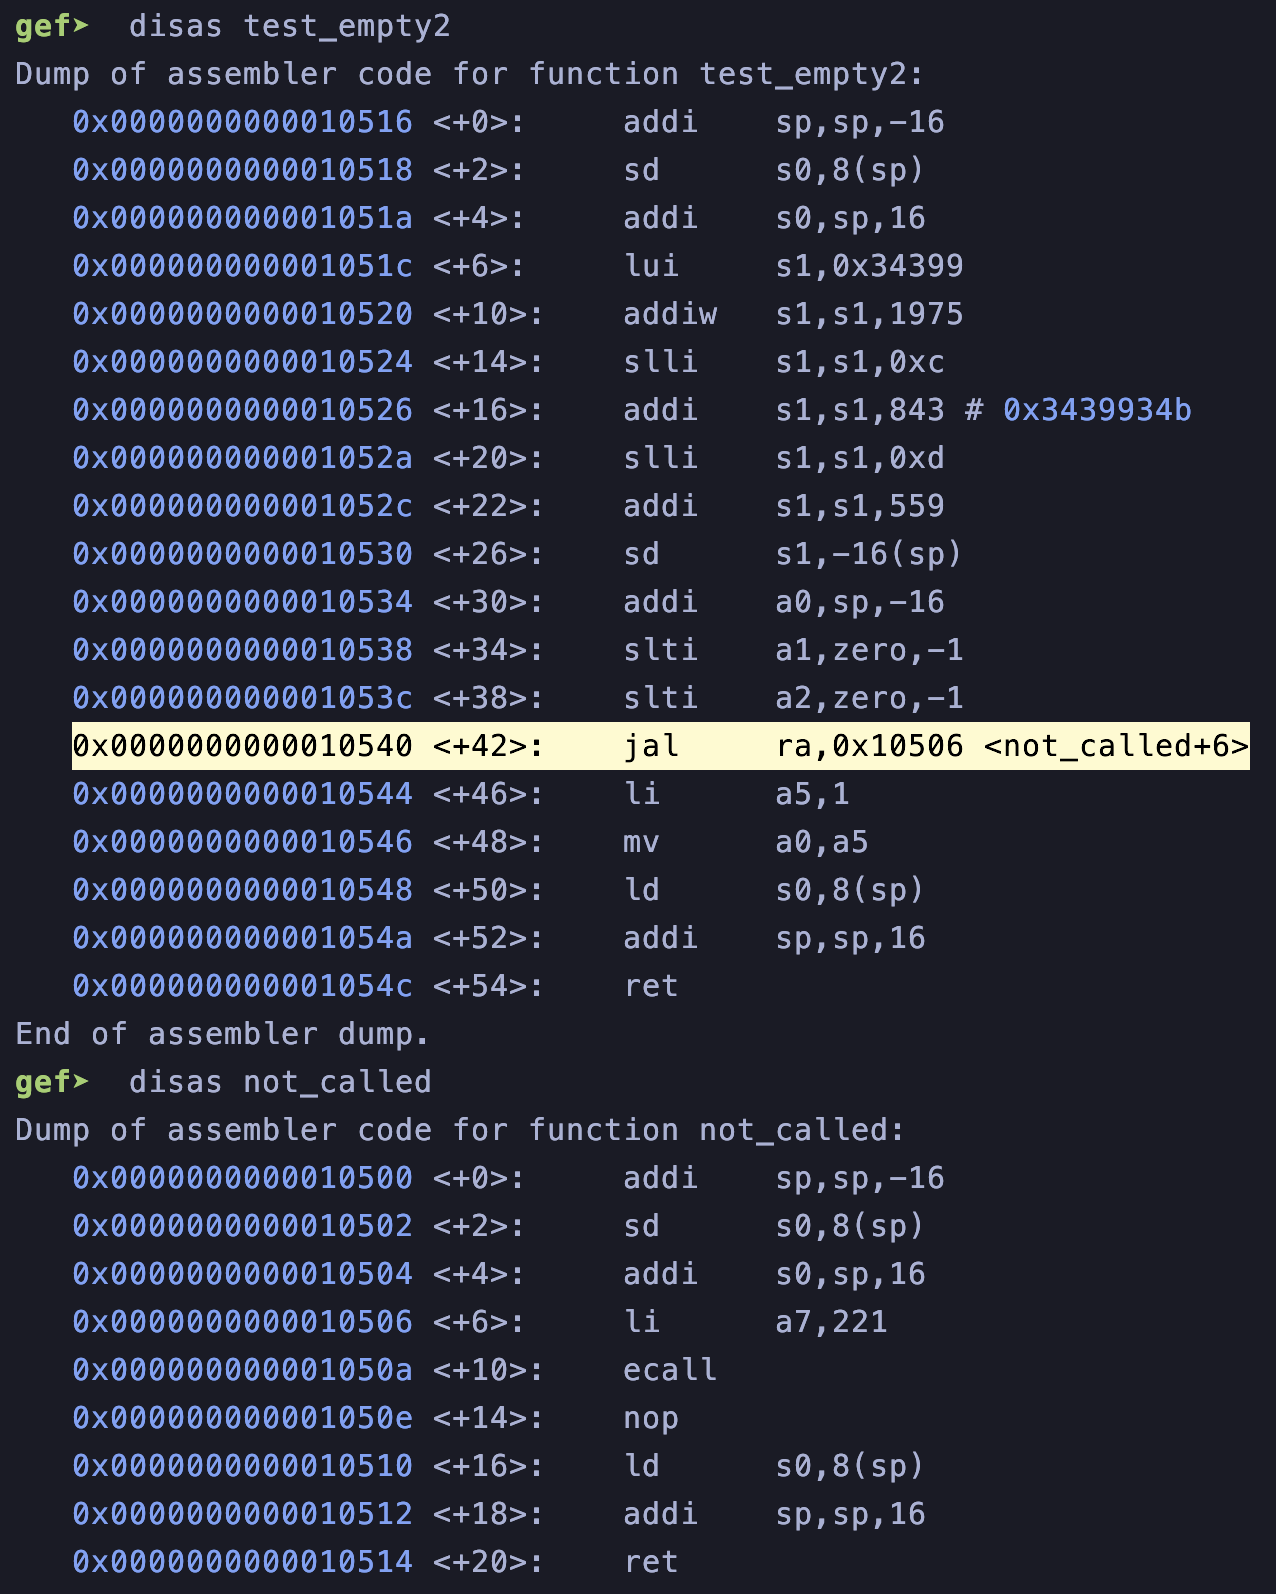 gef➤  disas test_empty2
Dump of assembler code for function test_empty2:
   0x0000000000010516 <+0>:	addi	sp,sp,-16
   0x0000000000010518 <+2>:	sd	s0,8(sp)
   0x000000000001051a <+4>:	addi	s0,sp,16
   0x000000000001051c <+6>:	lui	s1,0x34399
   0x0000000000010520 <+10>:	addiw	s1,s1,1975
   0x0000000000010524 <+14>:	slli	s1,s1,0xc
   0x0000000000010526 <+16>:	addi	s1,s1,843 # 0x3439934b
   0x000000000001052a <+20>:	slli	s1,s1,0xd
   0x000000000001052c <+22>:	addi	s1,s1,559
   0x0000000000010530 <+26>:	sd	s1,-16(sp)
   0x0000000000010534 <+30>:	addi	a0,sp,-16
   0x0000000000010538 <+34>:	slti	a1,zero,-1
   0x000000000001053c <+38>:	slti	a2,zero,-1
   0x0000000000010540 <+42>:	jal	ra,0x10506 <not_called+6>
   0x0000000000010544 <+46>:	li	a5,1
   0x0000000000010546 <+48>:	mv	a0,a5
   0x0000000000010548 <+50>:	ld	s0,8(sp)
   0x000000000001054a <+52>:	addi	sp,sp,16
   0x000000000001054c <+54>:	ret
End of assembler dump.
gef➤  disas not_called
Dump of assembler code for function not_called:
   0x0000000000010500 <+0>:	addi	sp,sp,-16
   0x0000000000010502 <+2>:	sd	s0,8(sp)
   0x0000000000010504 <+4>:	addi	s0,sp,16
   0x0000000000010506 <+6>:	li	a7,221
   0x000000000001050a <+10>:	ecall
   0x000000000001050e <+14>:	nop
   0x0000000000010510 <+16>:	ld	s0,8(sp)
   0x0000000000010512 <+18>:	addi	sp,sp,16
   0x0000000000010514 <+20>:	ret